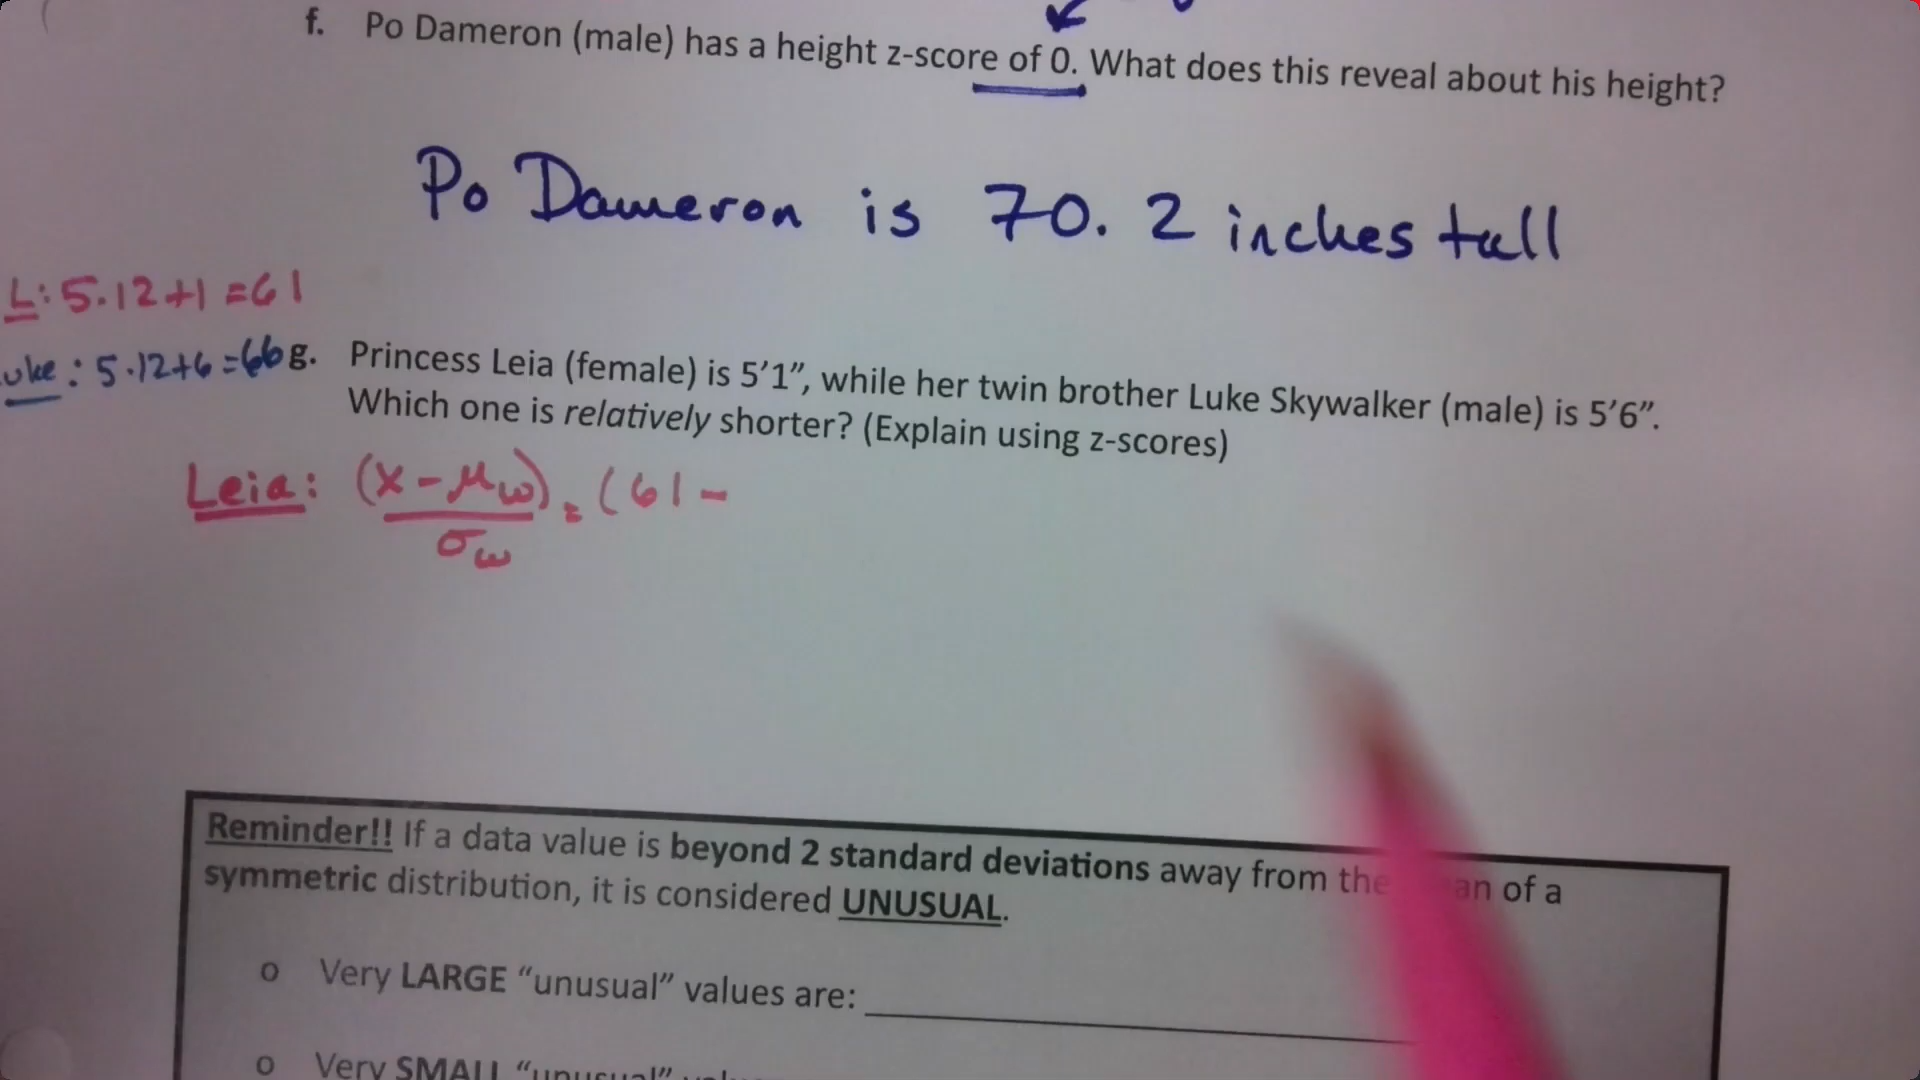 f. Po Dameron (male) has a height z-score of 0. What does this reveal about his height?
Po Dameron is 70.2 inches tall
L: 5·12+1=61
uke: 5·12+6=66
g. Princess Leia (female) is 5’1”, while her twin brother Luke Skywalker (male) is 5’6”.
Which one is relatively shorter? (Explain using z-scores)
Leia: (x-μw) = (61-
σw
Reminder!! If a data value is beyond 2 standard deviations away from the an of a
symmetric distribution, it is considered UNUSUAL.
o Very LARGE “unusual” values are:
o Very SMALL “unusual”